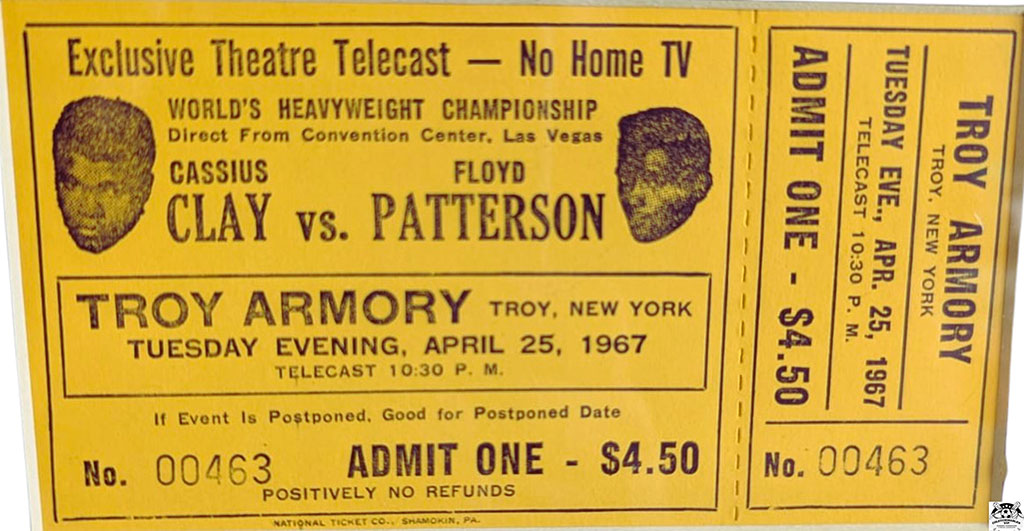 Exclusive Theatre Telecast — No Home TV
WORLD'S HEAVYWEIGHT CHAMPIONSHIP
Direct From Convention Center, Las Vegas
CASSIUS FLOYD
CLAY vs. PATTERSON
TROY ARMORY TROY, NEW YORK
TUESDAY EVENING, APRIL 25, 1967
TELECAST 10:30 P. M.
If Event Is Postponed, Good for Postponed Date
No. 00463 ADMIT ONE - $4.50
POSITIVELY NO REFUNDS
NATIONAL TICKET CO., SHAMOKIN, PA.
TROY ARMORY
TROY, NEW YORK
TUESDAY EVE., APR. 25, 1967
TELECAST 10:30 P. M.
ADMIT ONE - $4.50
No. 00463